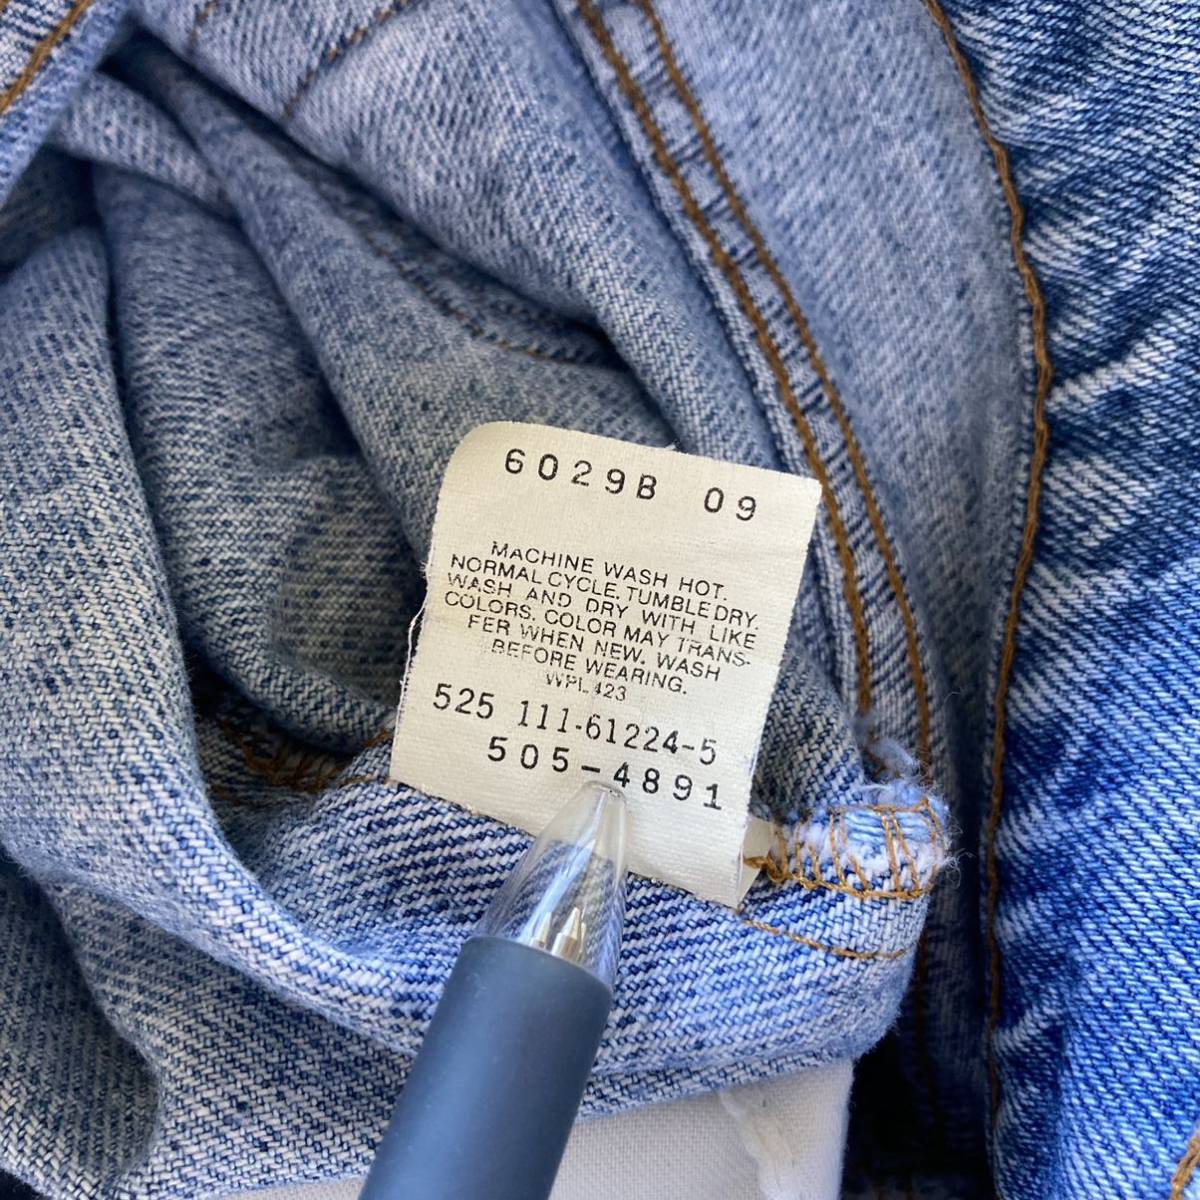 6029B 09
MACHINE WASH HOT.
NORMAL CYCLE. TUMBLE DRY.
WASH AND DRY WITH LIKE
COLORS. COLOR MAY TRANS-
FER WHEN NEW. WASH
BEFORE WEARING.
WPL 423
525 111-61224-5
505-4891